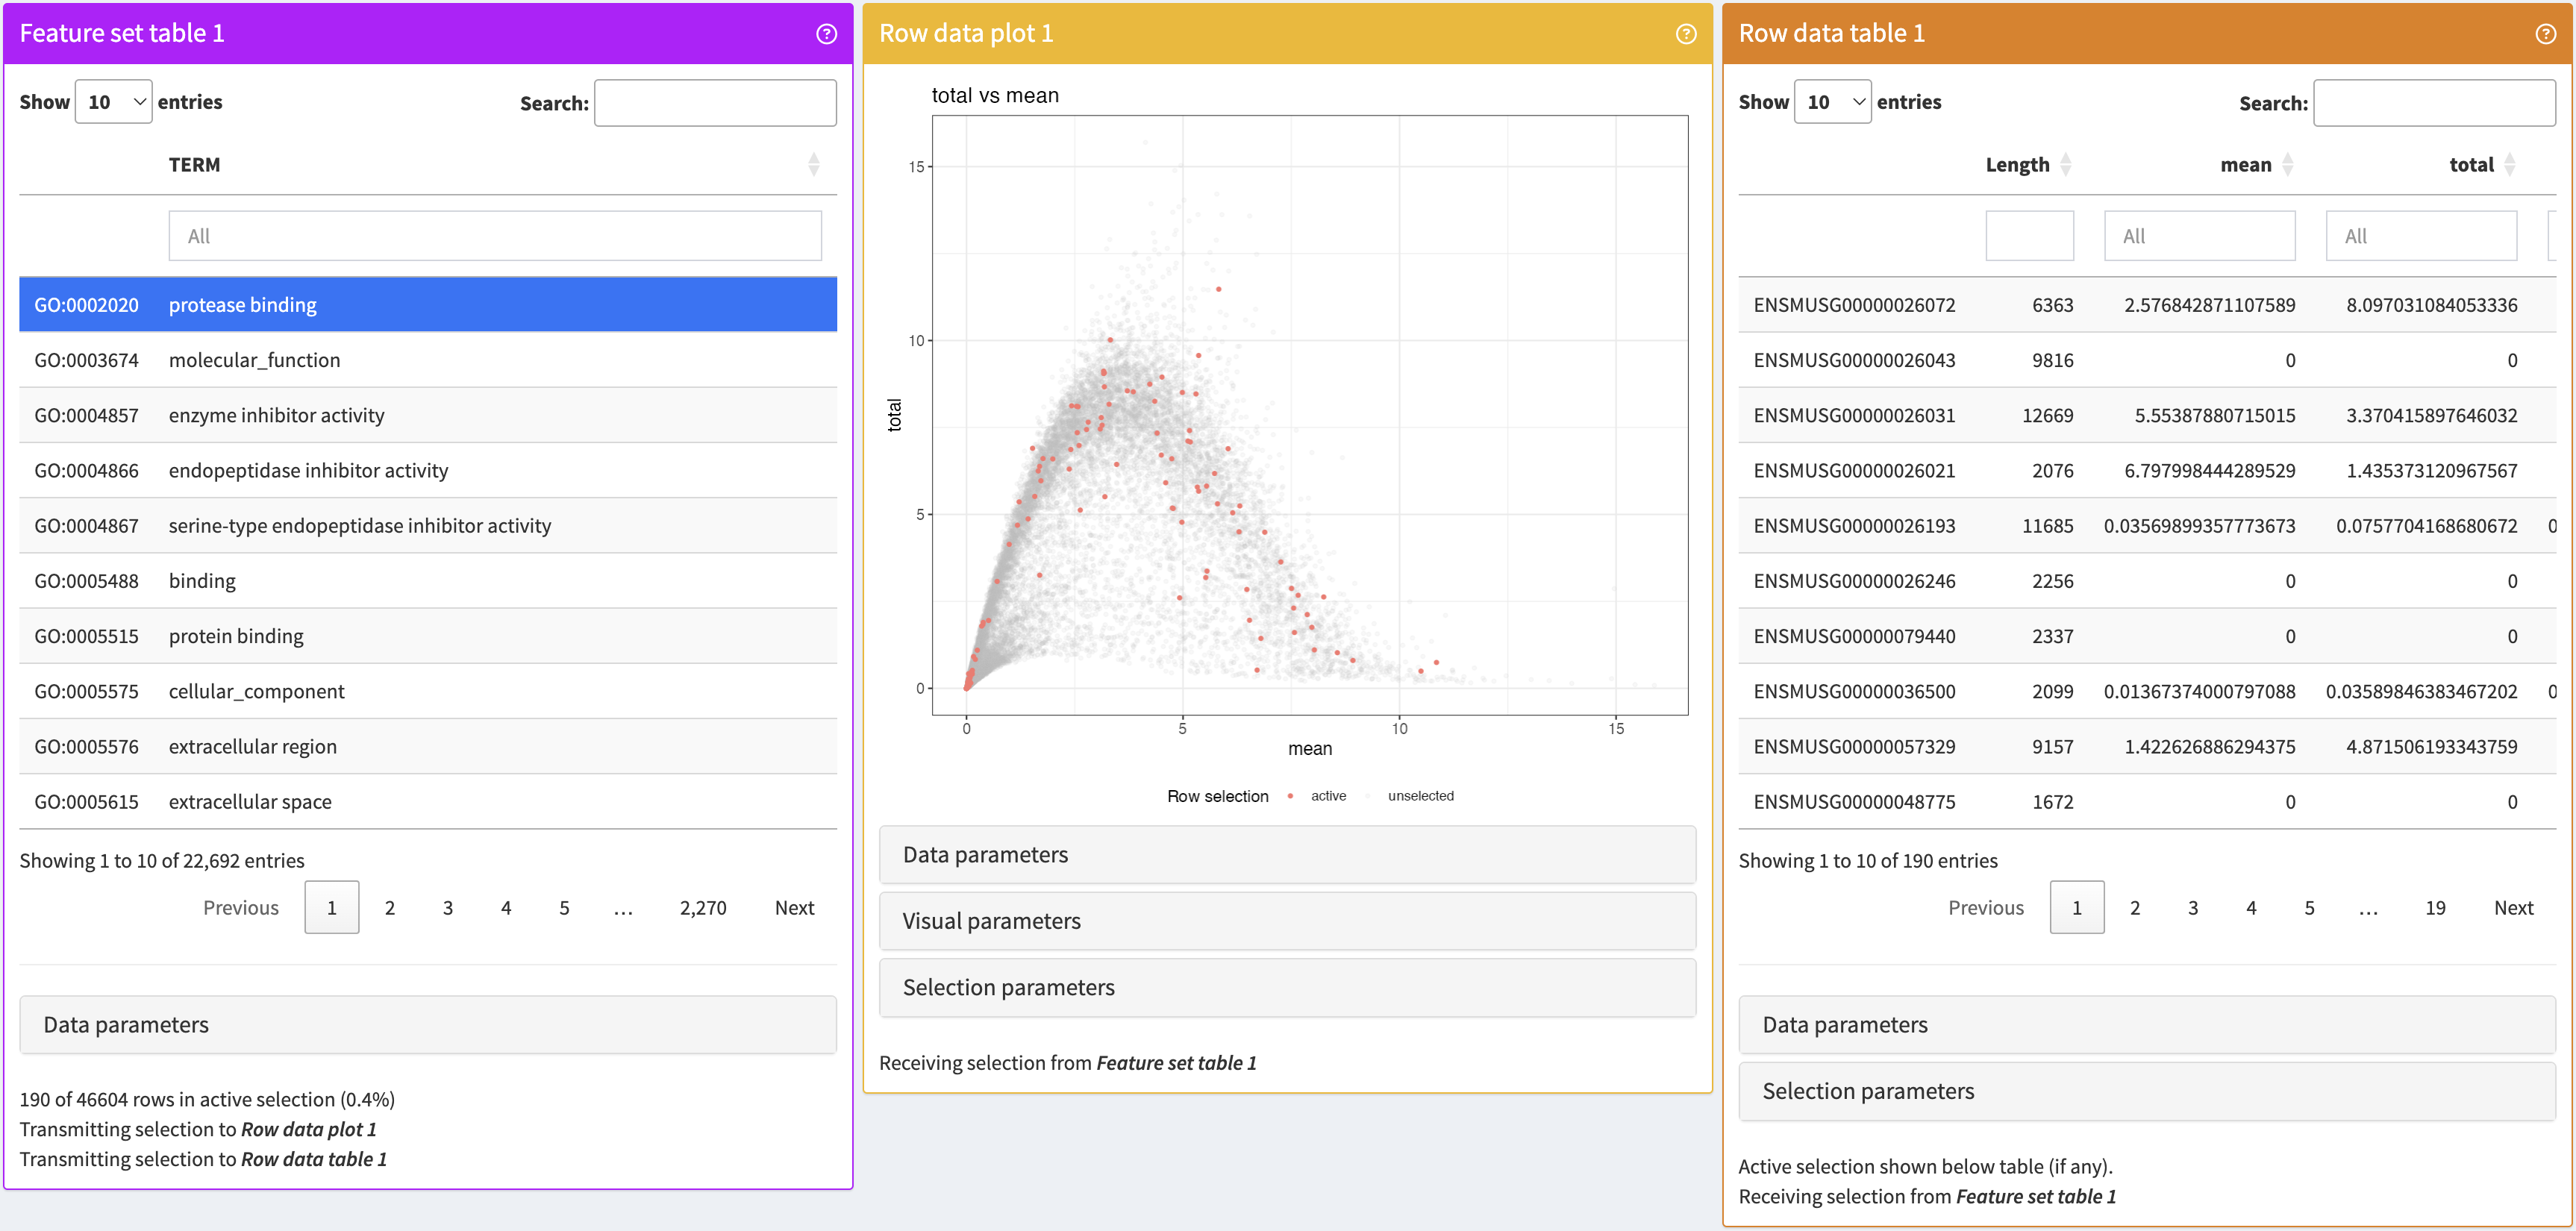 Feature set table 1
Show 10 entries Search:
TERM
All
GO:0002020 protease binding
GO:0003674 molecular_function
GO:0004857 enzyme inhibitor activity
GO:0004866 endopeptidase inhibitor activity
GO:0004867 serine-type endopeptidase inhibitor activity
GO:0005488 binding
GO:0005515 protein binding
GO:0005575 cellular_component
GO:0005576 extracellular region
GO:0005615 extracellular space
Showing 1 to 10 of 22,692 entries
Previous 1 2 3 4 5 … 2,270 Next
Data parameters
190 of 46604 rows in active selection (0.4%)
Transmitting selection to Row data plot 1
Transmitting selection to Row data table 1
Row data plot 1
total vs mean
15
10
5
0
total
0 5 10 15
mean
Row selection active unselected
Data parameters
Visual parameters
Selection parameters
Receiving selection from Feature set table 1
Row data table 1
Show 10 entries Search:
Length mean total
All All
ENSMUSG00000026072 6363 2.576842871107589 8.097031084053336
ENSMUSG00000026043 9816 0 0
ENSMUSG00000026031 12669 5.55387880715015 3.370415897646032
ENSMUSG00000026021 2076 6.797998444289529 1.435373120967567
ENSMUSG00000026193 11685 0.03569899357773673 0.0757704168680672 0
ENSMUSG00000026246 2256 0 0
ENSMUSG00000079440 2337 0 0
ENSMUSG00000036500 2099 0.01367374000797088 0.03589846383467202 0
ENSMUSG00000057329 9157 1.422626886294375 4.871506193343759
ENSMUSG00000048775 1672 0 0
Showing 1 to 10 of 190 entries
Previous 1 2 3 4 5 … 19 Next
Data parameters
Selection parameters
Active selection shown below table (if any).
Receiving selection from Feature set table 1